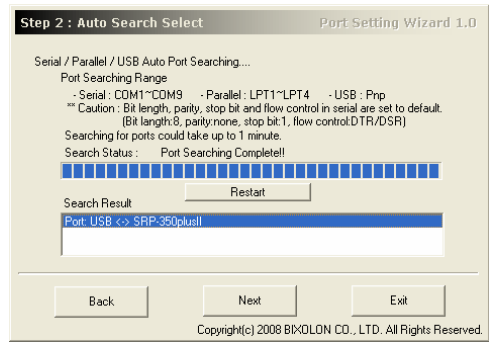 Step 2 : Auto Search Select
Port Setting Wizard 1.0
Serial / Parallel / USB Auto Port Searching....
Port Searching Range
- Serial : COM1~COM9 - Parallel : LPT1~LPT4 - USB : Pnp
** Caution : Bit length, parity, stop bit and flow control in serial are set to default.
(Bit length:8, parity:none, stop bit:1, flow control:DTR/DSR)
Searching for ports could take up to 1 minute.
Search Status : Port Searching Complete!!
Restart
Search Result
Port: USB <-> SRP-350plusII
Back Next Exit
Copyright(c) 2008 BIXOLON CO., LTD. All Rights Reserved.